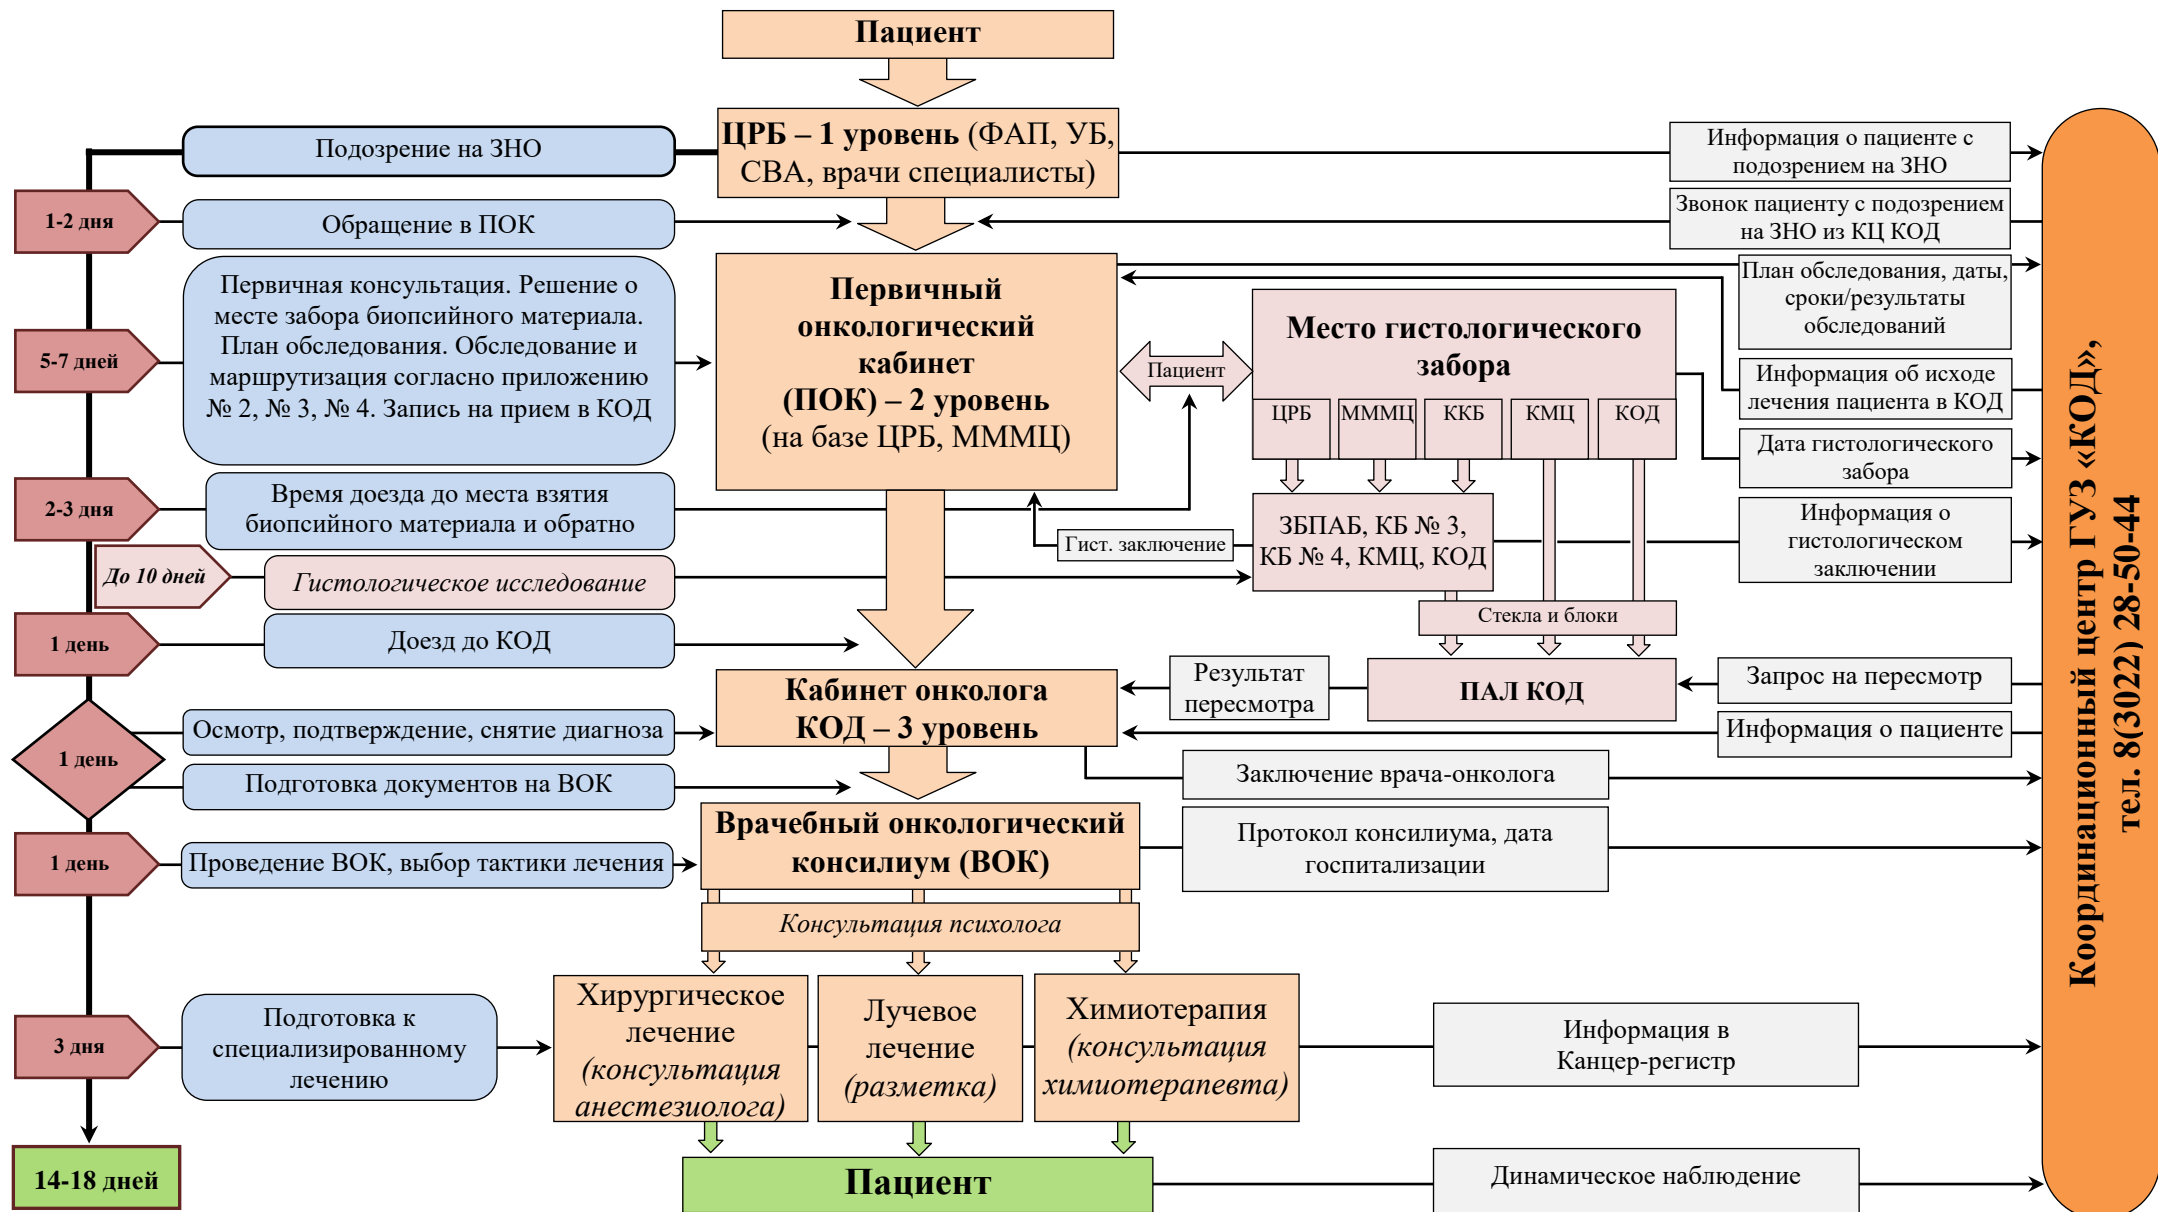 Пациент
ЦРБ – 1 уровень (ФАП, УБ,
СВА, врачи специалисты)
Подозрение на ЗНО
Информация о пациенте с
подозрением на ЗНО
1-2 дня
Обращение в ПОК
Звонок пациенту с подозрением
на ЗНО из КЦ КОД
5-7 дней
Первичная консультация. Решение о
месте забора биопсийного материала.
План обследования. Обследование и
маршрутизация согласно приложению
№ 2, № 3, № 4. Запись на прием в КОД
Первичный
онкологический
кабинет
(ПОК) – 2 уровень
(на базе ЦРБ, МММЦ)
Пациент
Место гистологического
забора
ЦРБ
МММЦ
ККБ
КМЦ
КОД
План обследования, даты,
сроки/результаты
обследований
Информация об исходе
лечения пациента в КОД
Дата гистологического
забора
2-3 дня
Время доезда до места взятия
биопсийного материала и обратно
Гист. заключение
ЗБПАБ, КБ № 3,
КБ № 4, КМЦ, КОД
Информация о
гистологическом
заключении
До 10 дней
Гистологическое исследование
Стекла и блоки
1 день
Доезд до КОД
Кабинет онколога
КОД – 3 уровень
Результат
пересмотра
ПАЛ КОД
Запрос на пересмотр
Информация о пациенте
1 день
Осмотр, подтверждение, снятие диагноза
Подготовка документов на ВОК
Заключение врача-онколога
1 день
Проведение ВОК, выбор тактики лечения
Врачебный онкологический
консилиум (ВОК)
Протокол консилиума, дата
госпитализации
Консультация психолога
3 дня
Подготовка к
специализированному
лечению
Хирургическое
лечение
(консультация
анестезиолога)
Лучевое
лечение
(разметка)
Химиотерапия
(консультация
химиотерапевта)
Информация в
Канцер-регистр
14-18 дней
Пациент
Динамическое наблюдение
Координационный центр ГУЗ «КОД»,
тел. 8(3022) 28-50-44